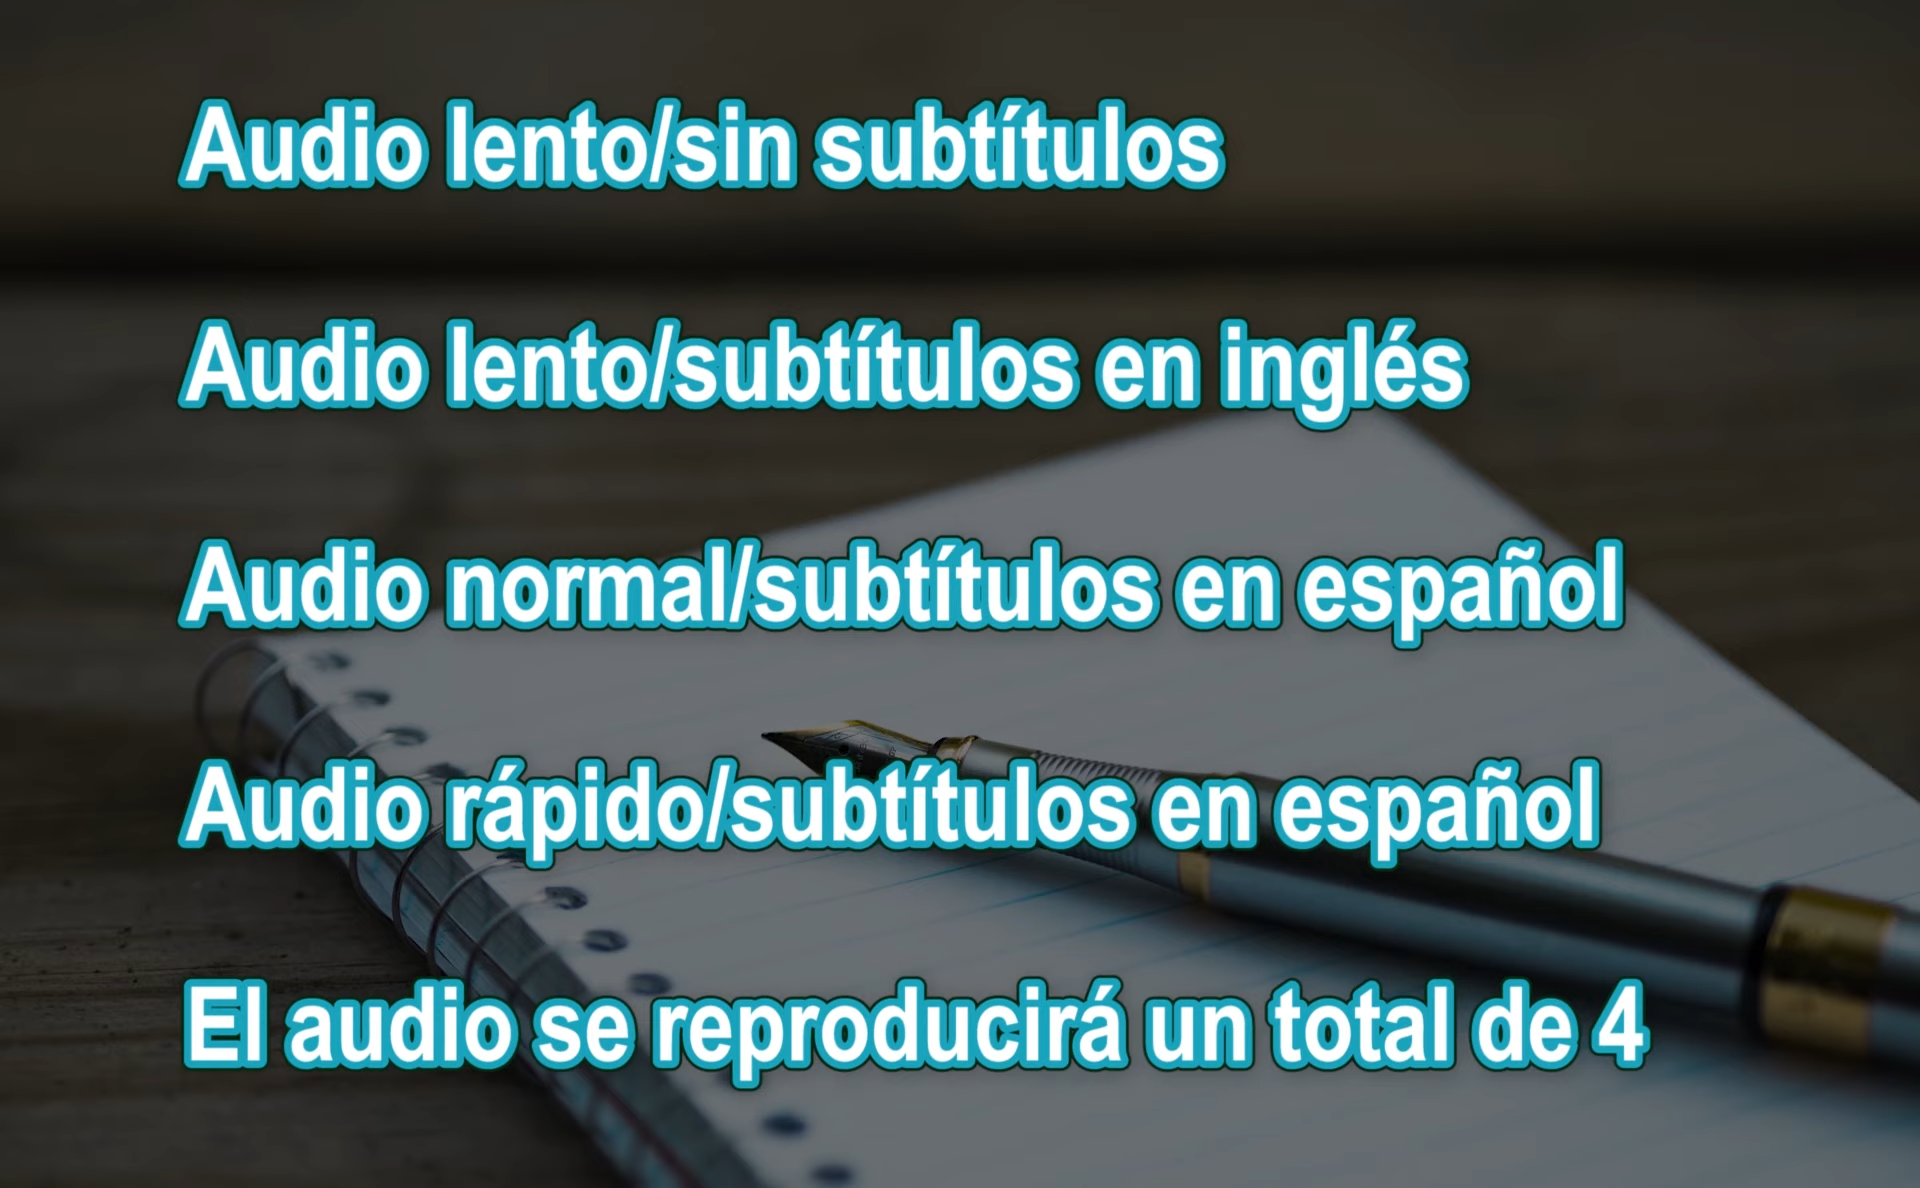 Audio lento/sin subtítulos
Audio lento/subtítulos en inglés
Audio normal/subtítulos en español
Audio rápido/subtítulos en español
El audio se reproducirá un total de 4